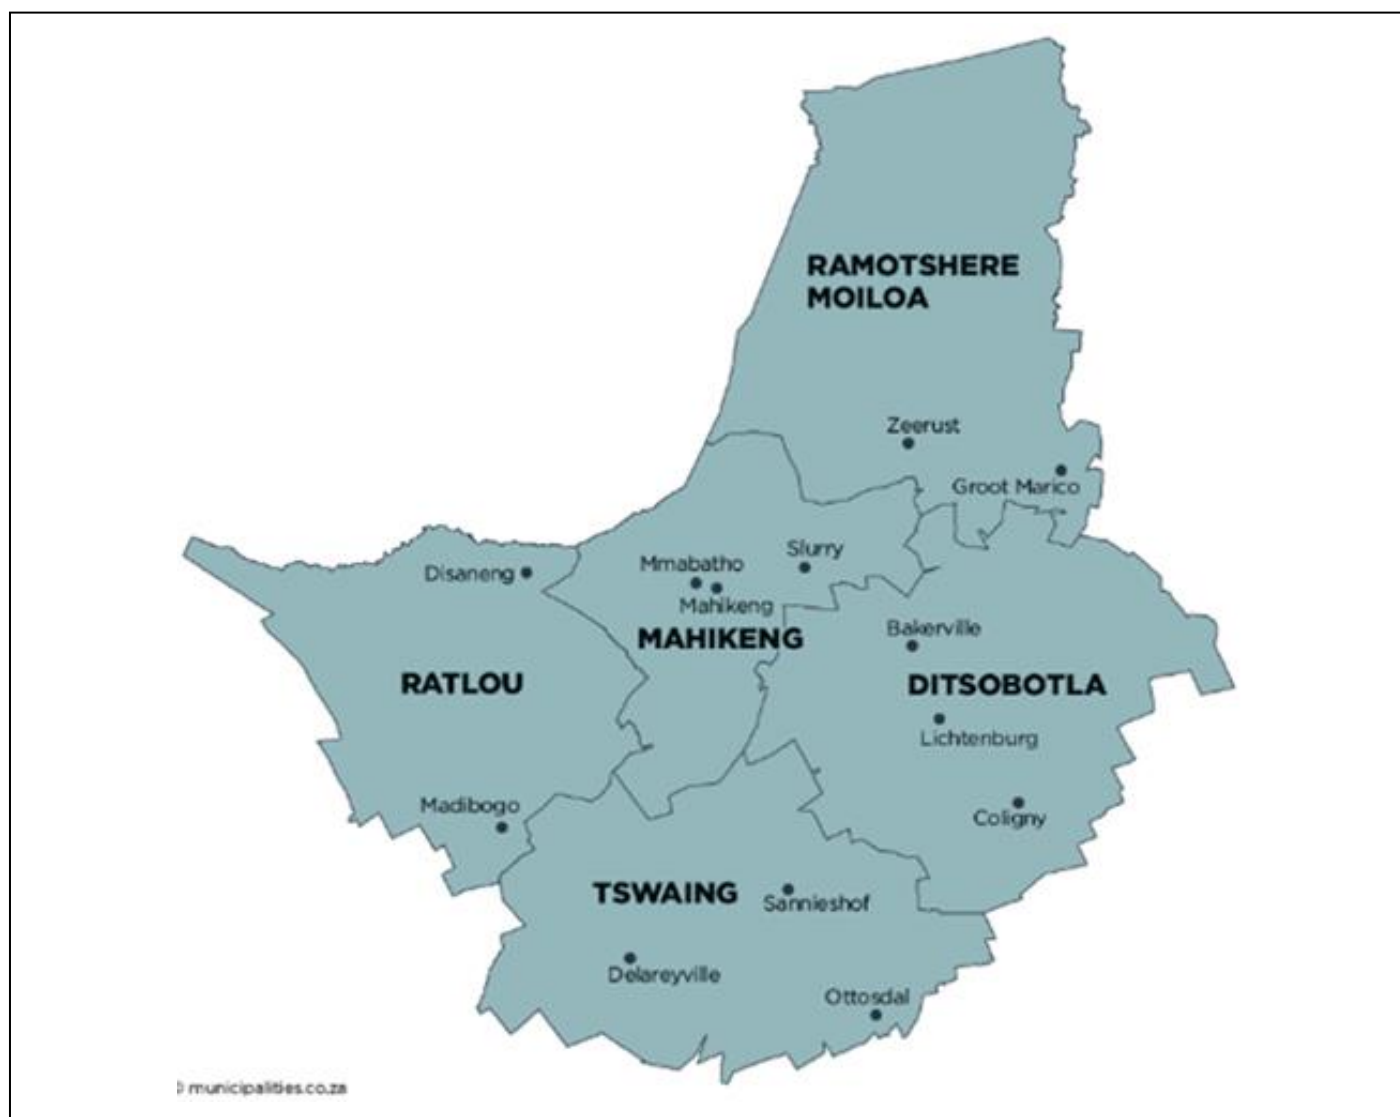 RAMOTSHERE
MOILOA
Zeerust
Groot Marico
Slurry
Mmabatho
Disaneng
Mahikeng
MAHIKENG
Bakerville
RATLOU
DITSOBOTLA
Lichtenburg
Madibogo
Coligny
TSWAING
Sannieshof
Delareyville
Ottosdal
© municipalities.co.za